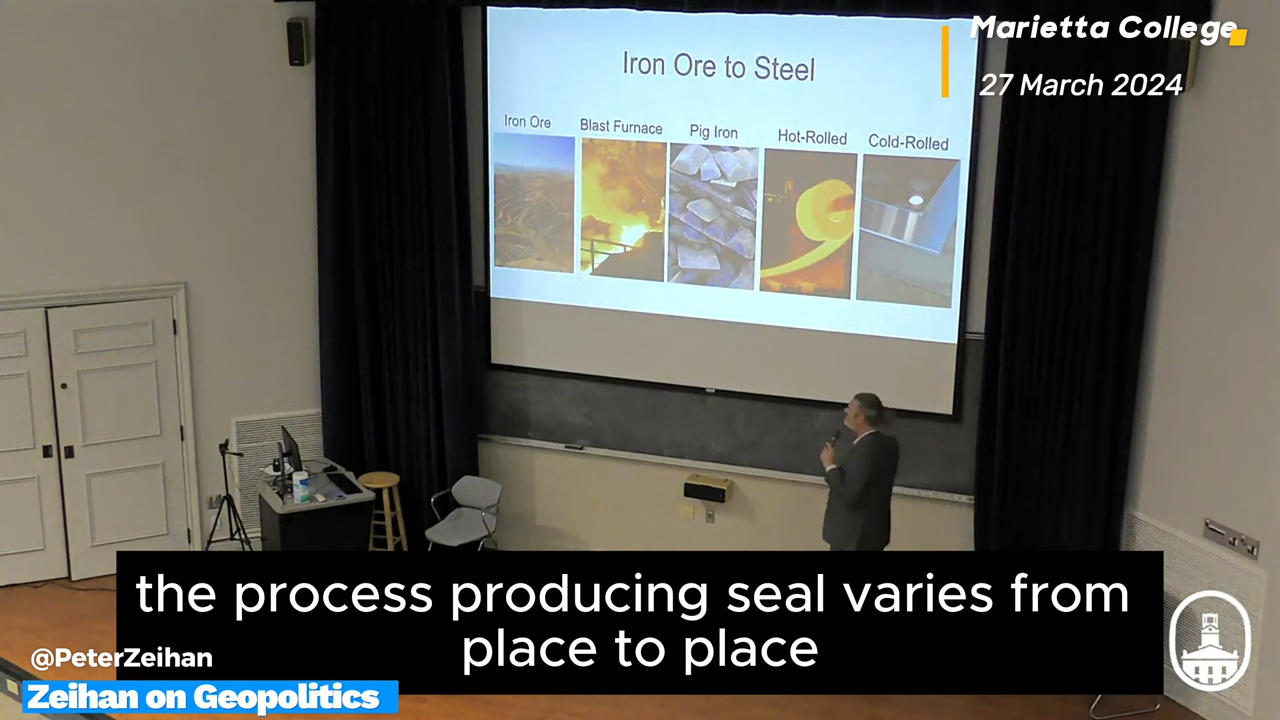 Marietta College
27 March 2024
Iron Ore to Steel
Iron Ore
Blast Furnace
Pig Iron
Hot-Rolled
Cold-Rolled
the process producing seal varies from
place to place
@PeterZeihan
Zeihan on Geopolitics